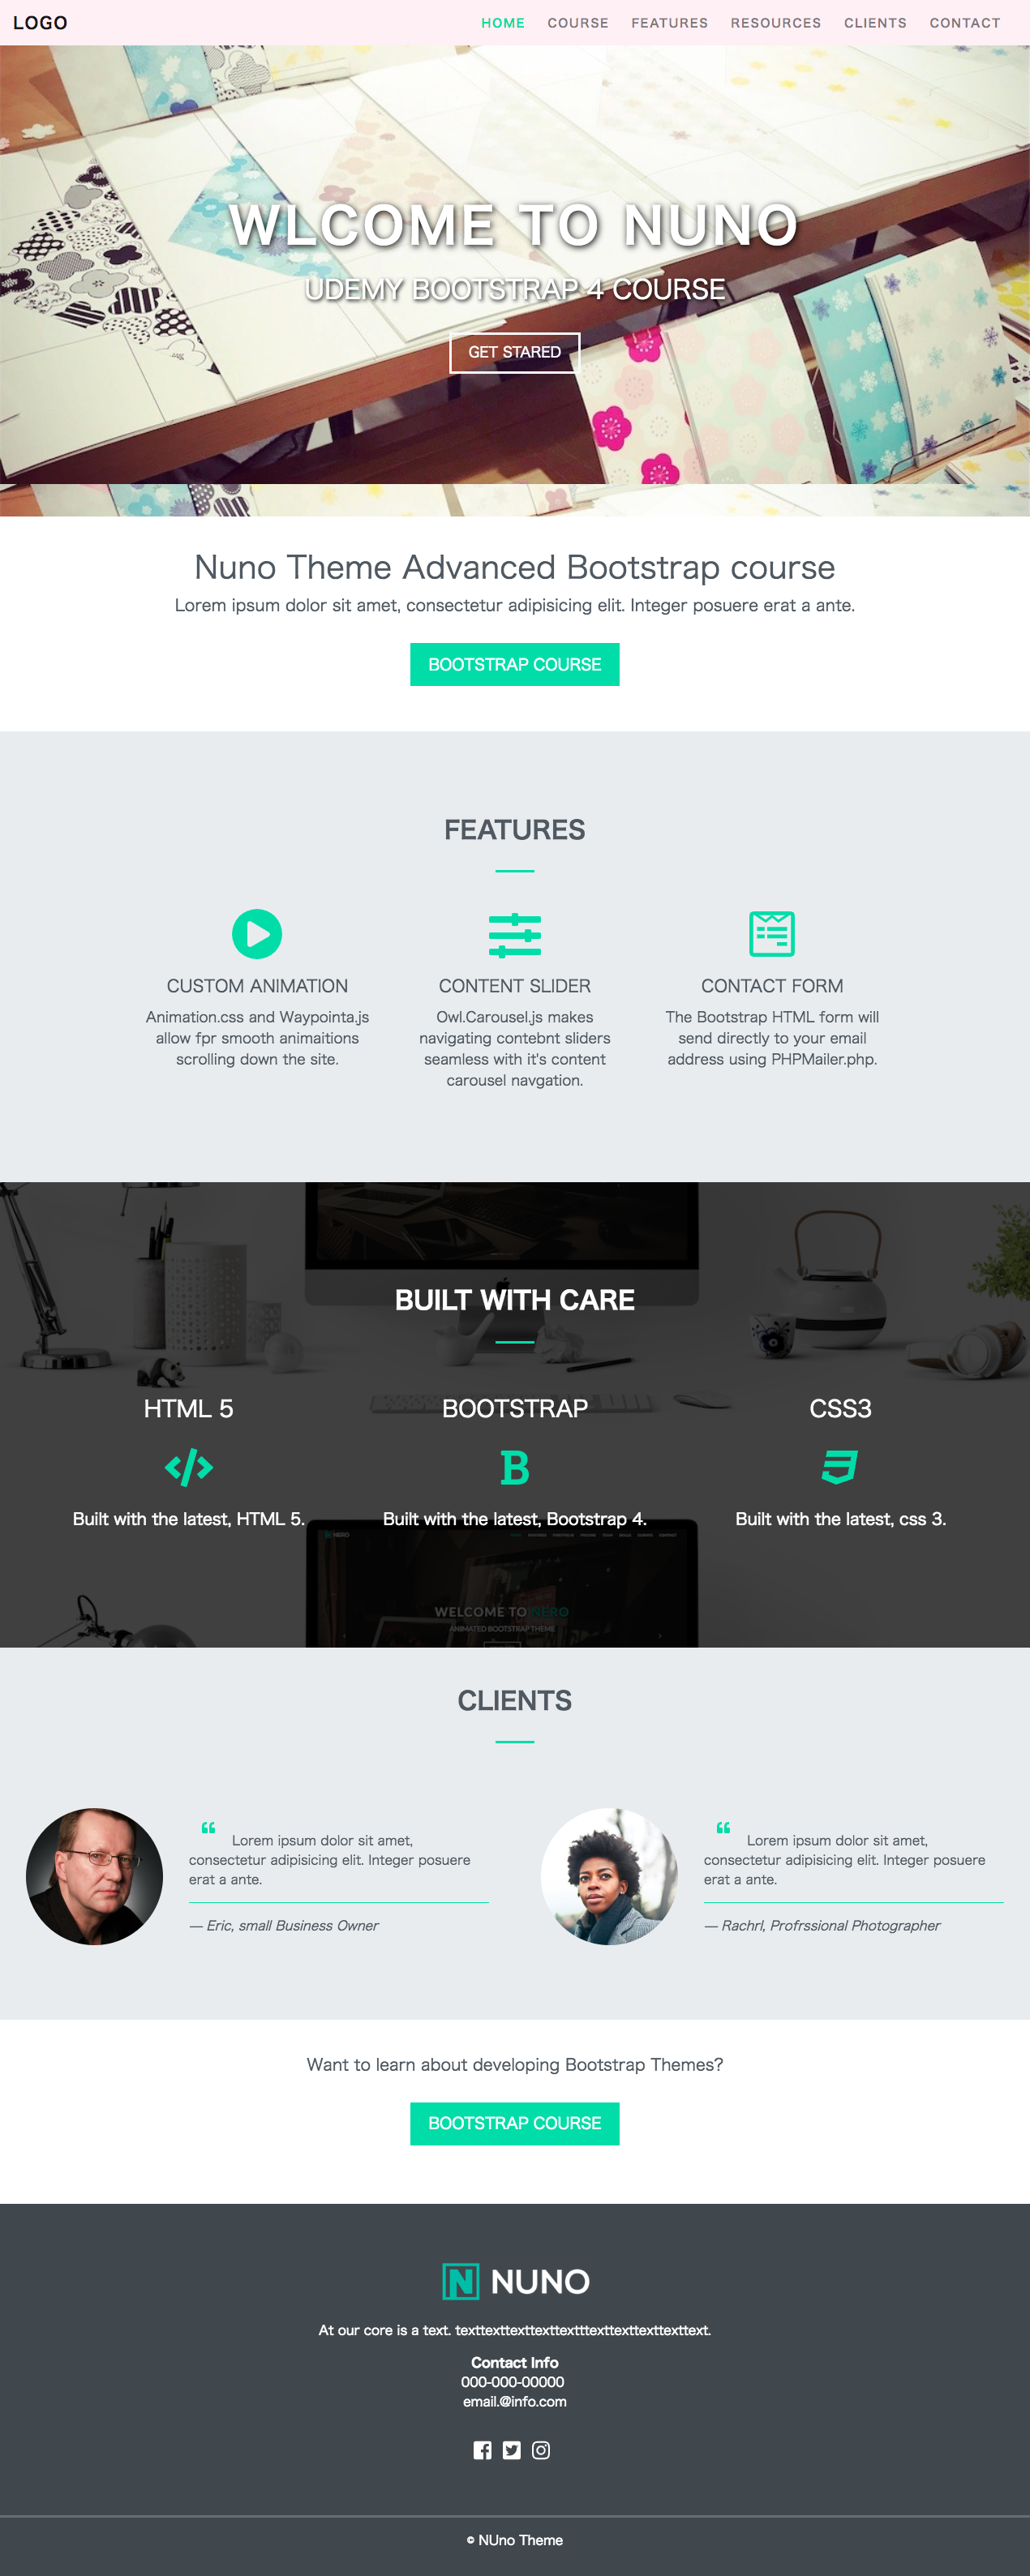 LOGO
HOME COURSE FEATURES RESOURCES CLIENTS CONTACT
WLCOME TO NUNO
UDEMY BOOTSTRAP 4 COURSE
GET STARED
Nuno Theme Advanced Bootstrap course
Lorem ipsum dolor sit amet, consectetur adipisicing elit. Integer posuere erat a ante.
BOOTSTRAP COURSE
FEATURES
CUSTOM ANIMATION
Animation.css and Waypointa.js
allow fpr smooth animaitions
scrolling down the site.
CONTENT SLIDER
Owl.Carousel.js makes
navigating contebnt sliders
seamless with it's content
carousel navgation.
CONTACT FORM
The Bootstrap HTML form will
send directly to your email
address using PHPMailer.php.
BUILT WITH CARE
HTML 5
Built with the latest, HTML 5.
BOOTSTRAP
B
Built with the latest, Bootstrap 4.
CSS3
Built with the latest, css 3.
NERO
WELCOME TO NERO
ANIMATED BOOTSTRAP THEME
CLIENTS
Lorem ipsum dolor sit amet,
consectetur adipisicing elit. Integer posuere
erat a ante.
— Eric, small Business Owner
Lorem ipsum dolor sit amet,
consectetur adipisicing elit. Integer posuere
erat a ante.
— Rachrl, Profrssional Photographer
Want to learn about developing Bootstrap Themes?
BOOTSTRAP COURSE
N NUNO
At our core is a text. texttexttexttexttexttexttexttexttexttext.
Contact Info
000-000-00000
email.@info.com
© NUno Theme